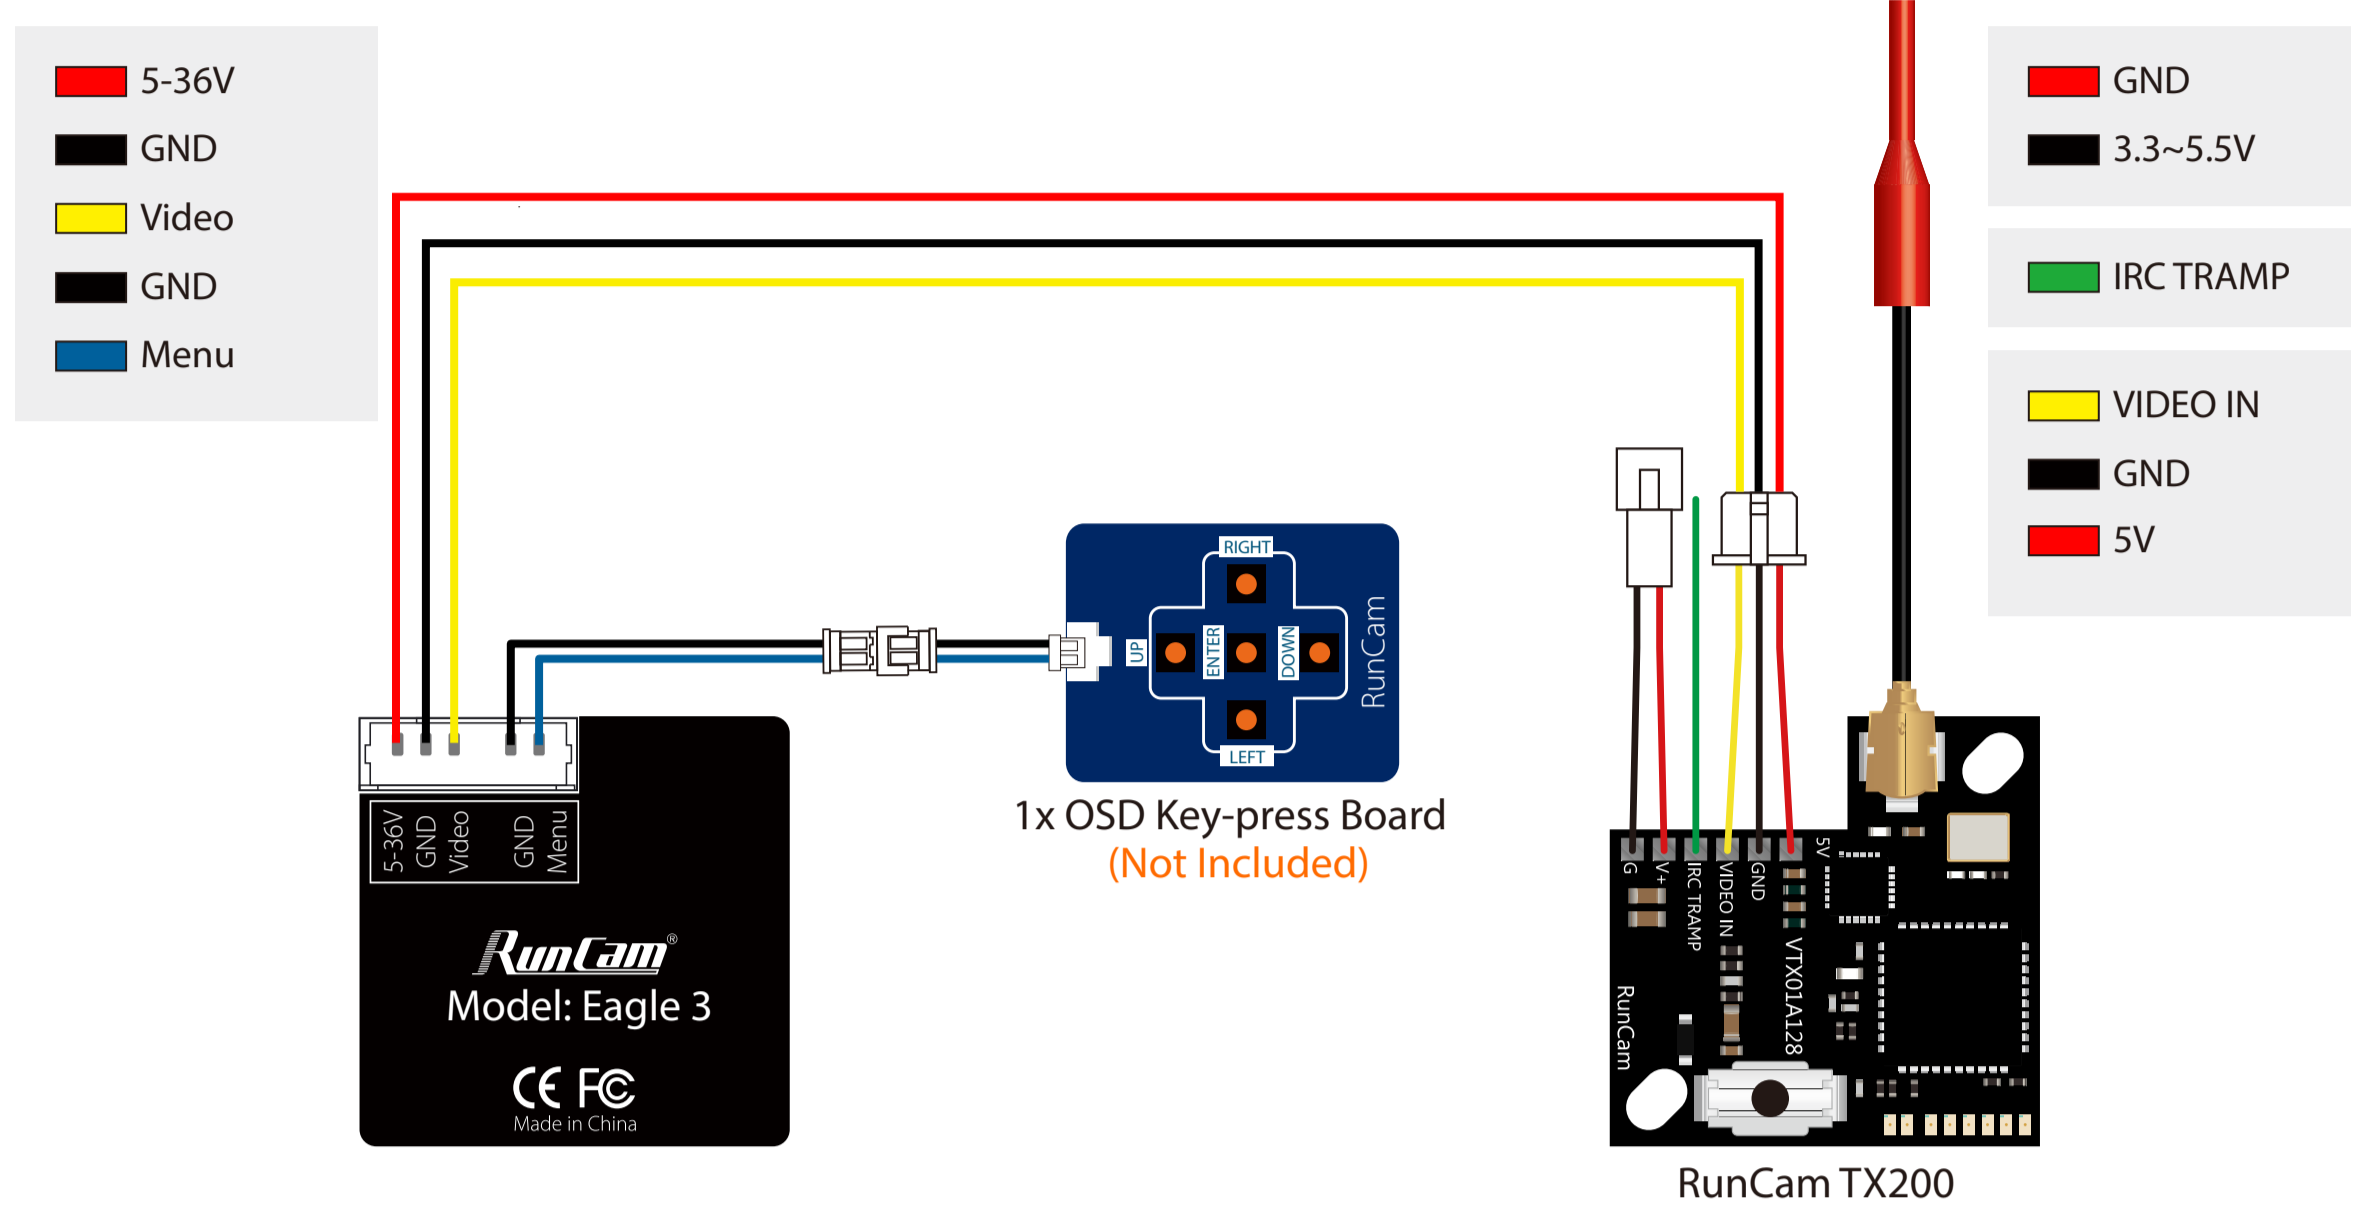 5-36V
GND
Video
GND
Menu
GND
3.3~5.5V
IRC TRAMP
VIDEO IN
GND
5V
RIGHT
UP
ENTER
DOWN
LEFT
RunCam
1x OSD Key-press Board
(Not Included)
5-36V
GND
Video
GND
Menu
RunCam®
Model: Eagle 3
CE FC
Made in China
G
V+
IRC TRAMP
VIDEO IN
GND
5V
VTX01A128
RunCam
RunCam TX200